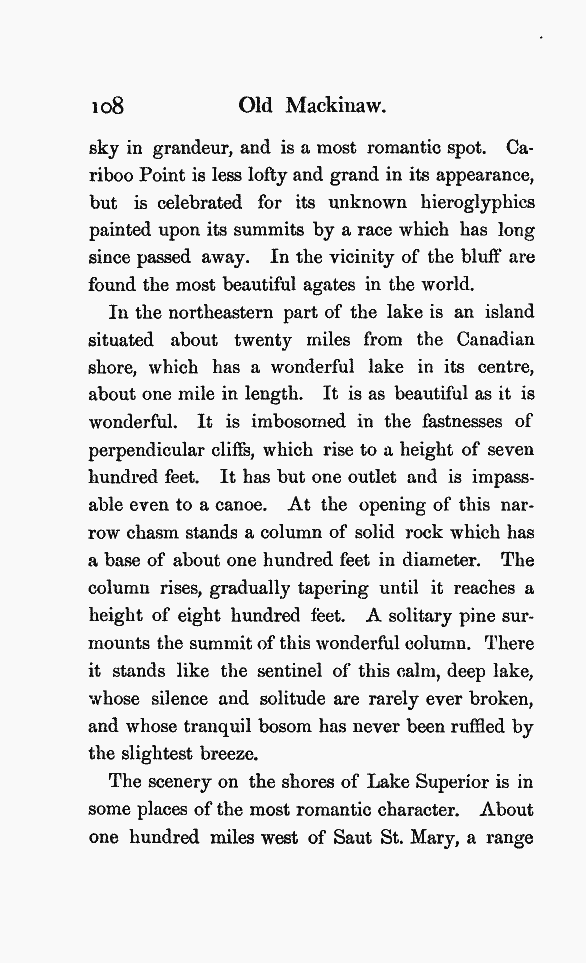 108 Old Mackinaw.
sky in grandeur, and is a most romantic spot. Ca-
riboo Point is less lofty and grand in its appearance,
but is celebrated for its unknown hieroglyphics
painted upon its summits by a race which has long
since passed away. In the vicinity of the bluff are
found the most beautiful agates in the world.
In the northeastern part of the lake is an island
situated about twenty miles from the Canadian
shore, which has a wonderful lake in its centre,
about one mile in length. It is as beautiful as it is
wonderful. It is imbosomed in the fastnesses of
perpendicular cliffs, which rise to a height of seven
hundred feet. It has but one outlet and is impass-
able even to a canoe. At the opening of this nar-
row chasm stands a column of solid rock which has
a base of about one hundred feet in diameter. The
column rises, gradually tapering until it reaches a
height of eight hundred feet. A solitary pine sur-
mounts the summit of this wonderful column. There
it stands like the sentinel of this calm, deep lake,
whose silence and solitude are rarely ever broken,
and whose tranquil bosom has never been ruffled by
the slightest breeze.
The scenery on the shores of Lake Superior is in
some places of the most romantic character. About
one hundred miles west of Saut St. Mary, a range